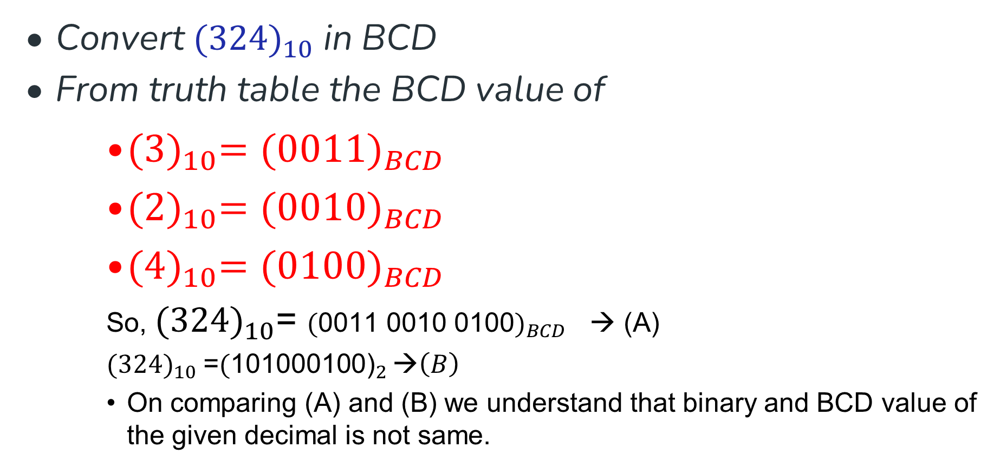 • Convert (324)₁₀ in BCD
• From truth table the BCD value of
•(3)₁₀= (0011)BCD
•(2)₁₀= (0010)BCD
•(4)₁₀= (0100)BCD
So, (324)₁₀= (0011 0010 0100)BCD → (A)
(324)₁₀ =(101000100)₂ →(B)
• On comparing (A) and (B) we understand that binary and BCD value of
the given decimal is not same.